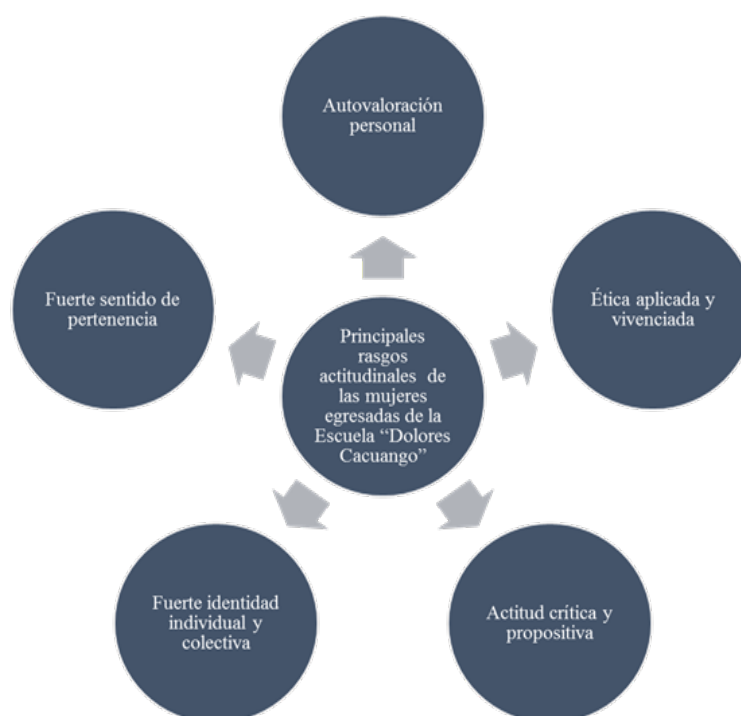 Autovaloración
personal
Fuerte sentido de
pertenencia
Ética aplicada y
vivenciada
Principales
rasgos
actitudinales de
las mujeres
egresadas de la
Escuela “Dolores
Cacuango”
Fuerte identidad
individual y
colectiva
Actitud crítica y
propositiva